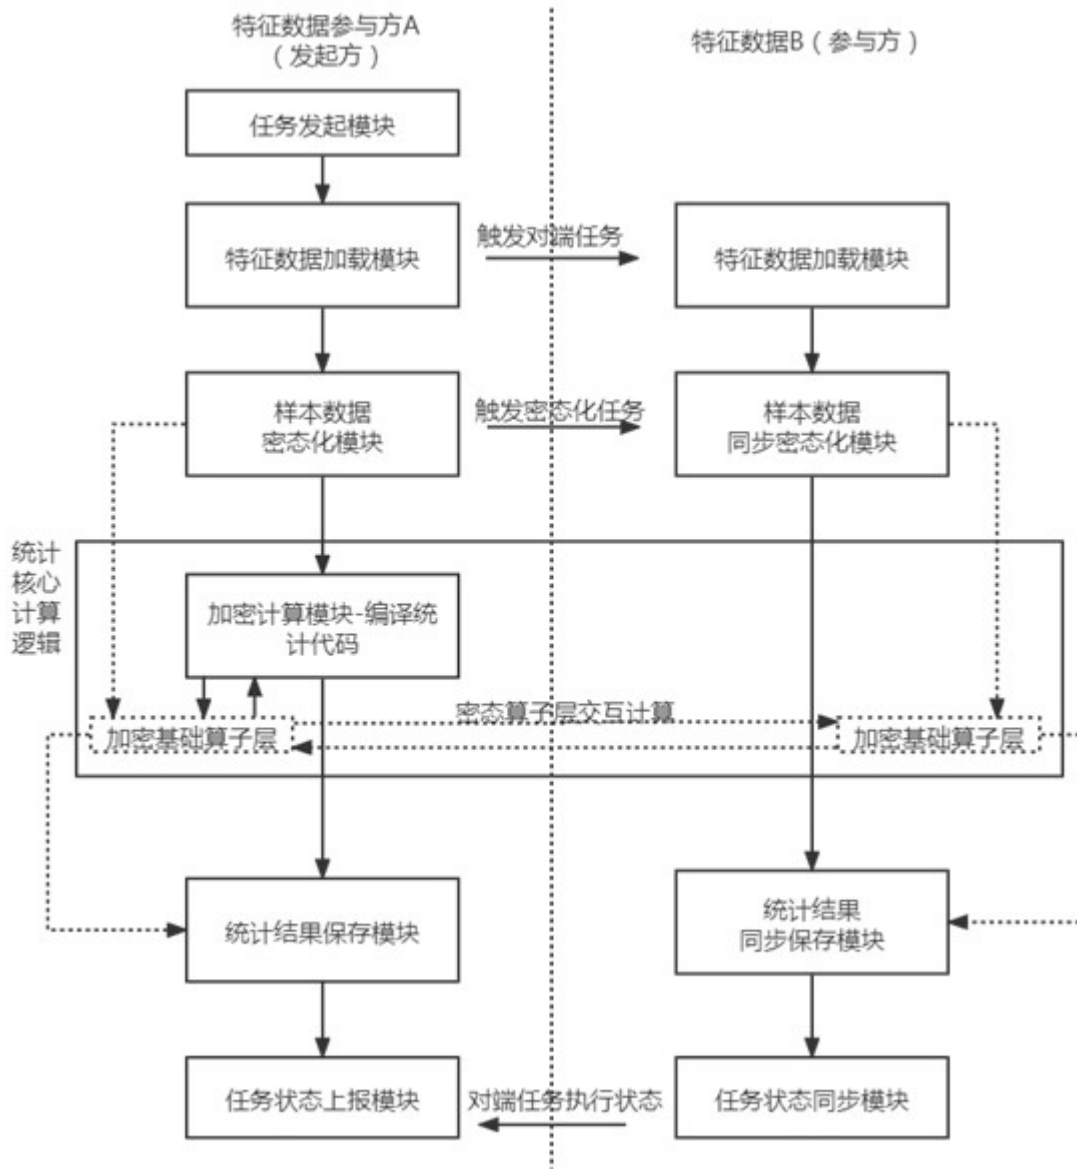 特征数据参与方A
（发起方）
特征数据B（参与方）
任务发起模块
特征数据加载模块
触发对端任务
特征数据加载模块
样本数据
密态化模块
触发密态化任务
样本数据
同步密态化模块
统计
核心
计算
逻辑
加密计算模块-编译统
计代码
密态算子层交互计算
加密基础算子层
加密基础算子层
统计结果保存模块
统计结果
同步保存模块
任务状态上报模块
对端任务执行状态
任务状态同步模块